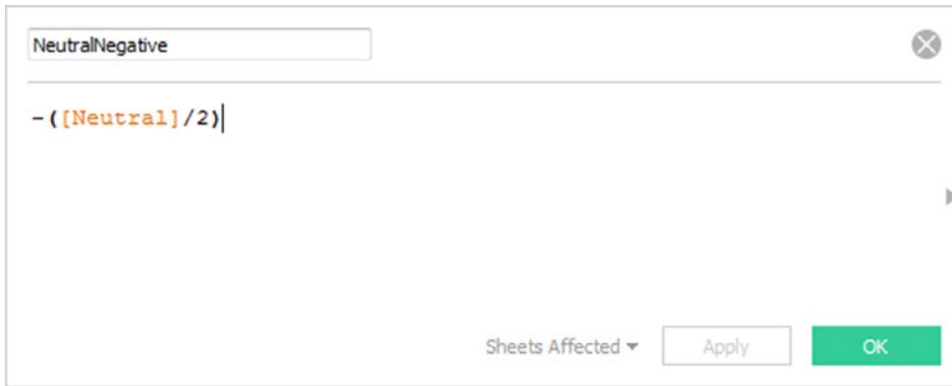 NeutralNegative
-([Neutral]/2)
Sheets Affected
Apply
OK